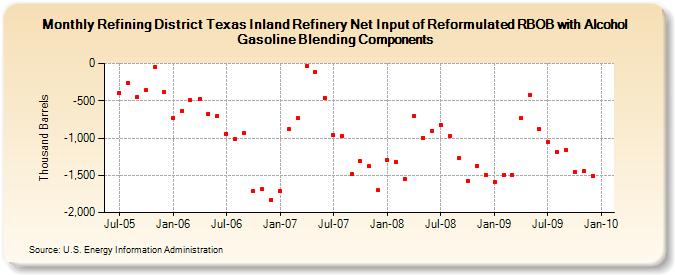 Monthly Refining District Texas Inland Refinery Net Input of Reformulated RBOB with Alcohol
Gasoline Blending Components
Thousand Barrels
0
-500
-1,000
-1,500
-2,000
Jul-05
Jan-06
Jul-06
Jan-07
Jul-07
Jan-08
Jul-08
Jan-09
Jul-09
Jan-10
Source: U.S. Energy Information Administration